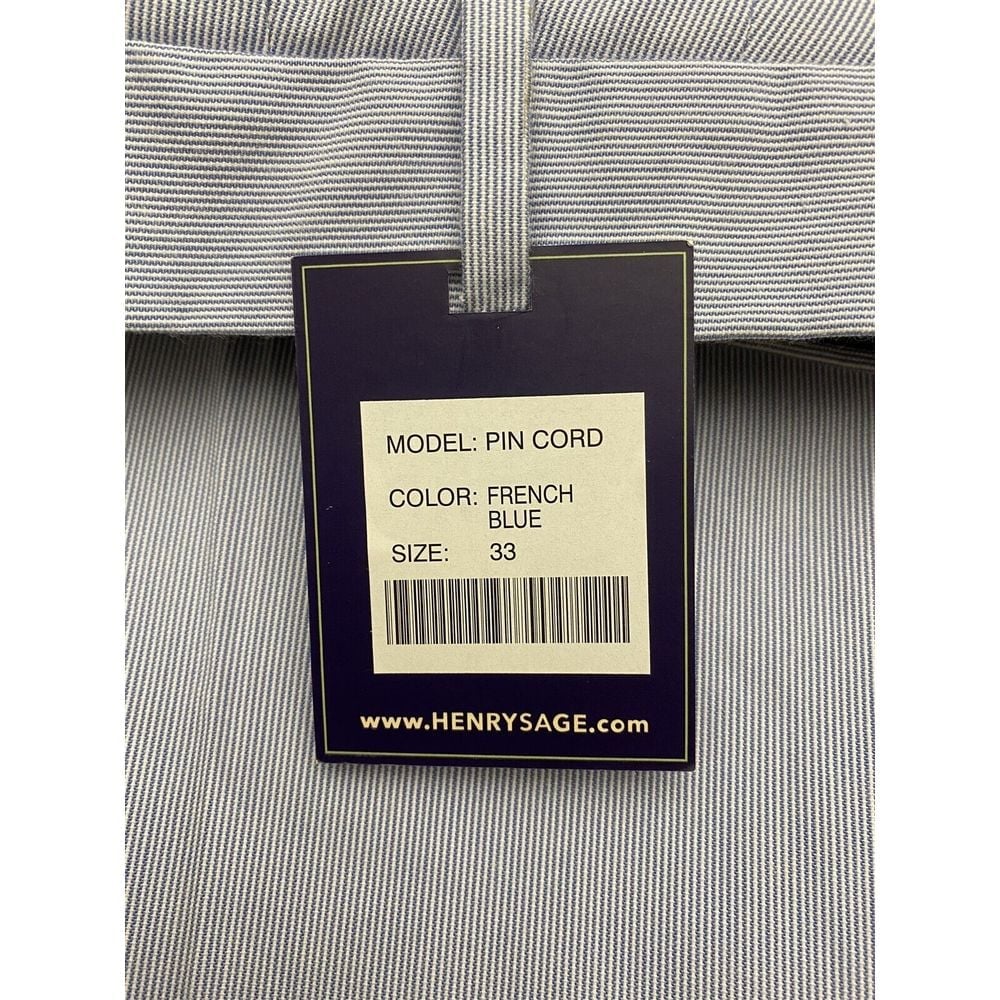 MODEL: PIN CORD
COLOR: FRENCH
BLUE
SIZE: 33
www.HENRYSAGE.com